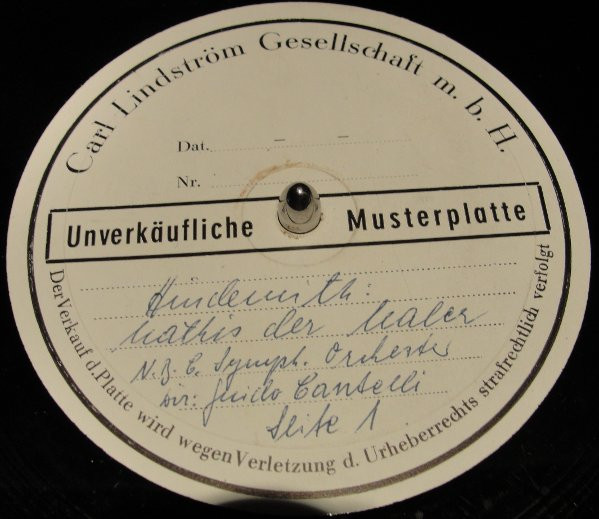 Carl Lindström Gesellschaft m. b. H.
Dat. – –
Nr.
Unverkäufliche Musterplatte
Hindemith:
Mathis der Maler
N.B.C. Symph. Orchester
Dir: Guido Cantelli
Seite 1
Der Verkauf d. Platte wird wegen Verletzung d. Urheberrechts strafrechtlich verfolgt